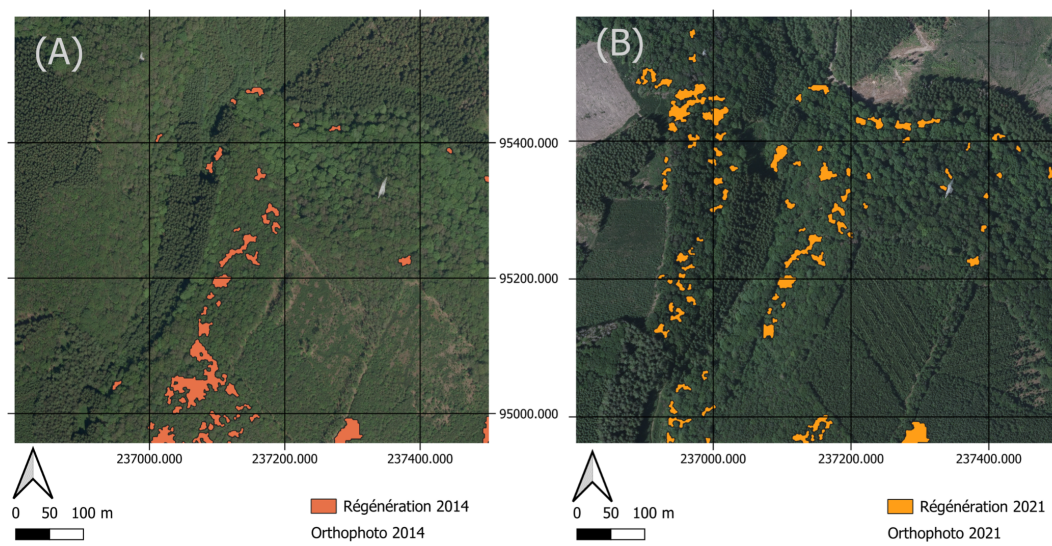 (A)
95400.000
95200.000
95000.000
237000.000 237200.000 237400.000
0 50 100 m
Régénération 2014
Orthophoto 2014
(B)
237000.000 237200.000 237400.000
0 50 100 m
Régénération 2021
Orthophoto 2021